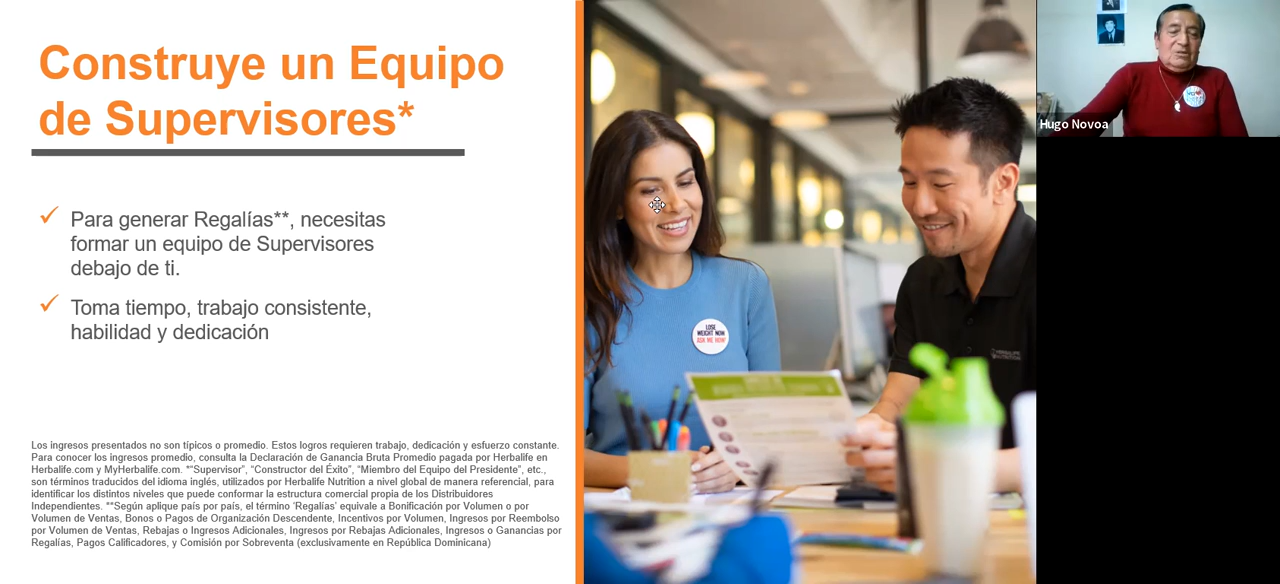 Construye un Equipo
de Supervisores*
Para generar Regalías**, necesitas
formar un equipo de Supervisores
debajo de ti.
Toma tiempo, trabajo consistente,
habilidad y dedicación
Los ingresos presentados no son típicos o promedio. Estos logros requieren trabajo, dedicación y esfuerzo constante.
Para conocer los ingresos promedio, consulta la Declaración de Ganancia Bruta Promedio pagada por Herbalife en
Herbalife.com y MyHerbalife.com. *“Supervisor”, “Constructor del Éxito”, “Miembro del Equipo del Presidente”, etc.,
son términos traducidos del idioma inglés, utilizados por Herbalife Nutrition a nivel global de manera referencial, para
identificar los distintos niveles que puede conformar la estructura comercial propia de los Distribuidores
Independientes. **Según aplique país por país, el término ‘Regalías” equivale a Bonificación por Volumen o por
Volumen de Ventas, Bonos o Pagos de Organización Descendente, Incentivos por Volumen, Ingresos por Reembolso
por Volumen de Ventas, Rebajas o Ingresos Adicionales, Ingresos por Rebajas Adicionales, Ingresos o Ganancias por
Regalías, Pagos Calificadores, y Comisión por Sobreventa (exclusivamente en República Dominicana)
LOSE
WEIGHT NOW
ASK ME HOW!
HERBALIFE
NUTRITION
Hugo Novoa